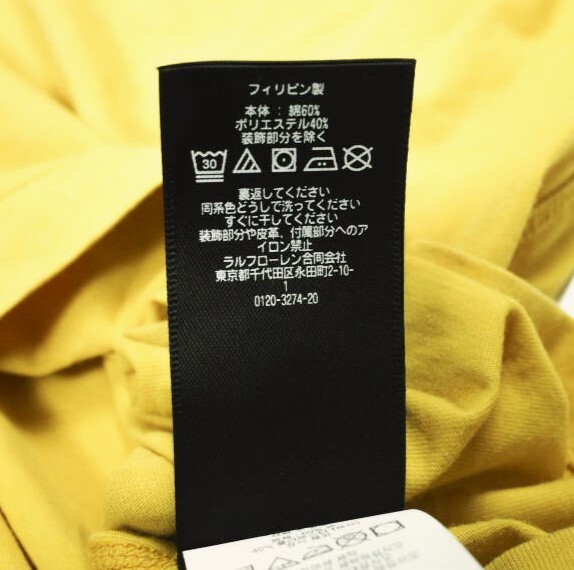 フィリピン製
本体 : 綿60%
ポリエステル40%
装飾部分を除く
30
裏返してください
同系色どうしで洗ってください
すぐに干してください
装飾部分や皮革、付属部分へのア
イロン禁止
ラルフローレン合同会社
東京都千代田区永田町2-10-
1
0120-3274-20